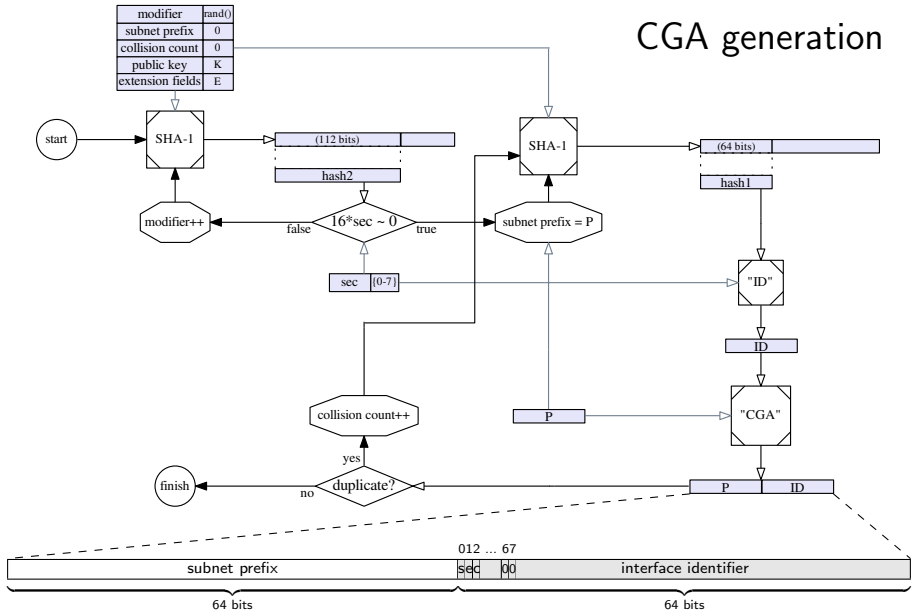 CGA generation
modifier rand()
subnet prefix 0
collision count 0
public key K
extension fields E
start
SHA-1
(112 bits)
hash2
SHA-1
(64 bits)
hash1
modifier++
false
16*sec ~ 0
true
subnet prefix = P
sec {0-7}
"ID"
ID
collision count++
P
"CGA"
yes
finish
no
duplicate?
P ID
012 ... 67
subnet prefix sec 00 interface identifier
64 bits 64 bits